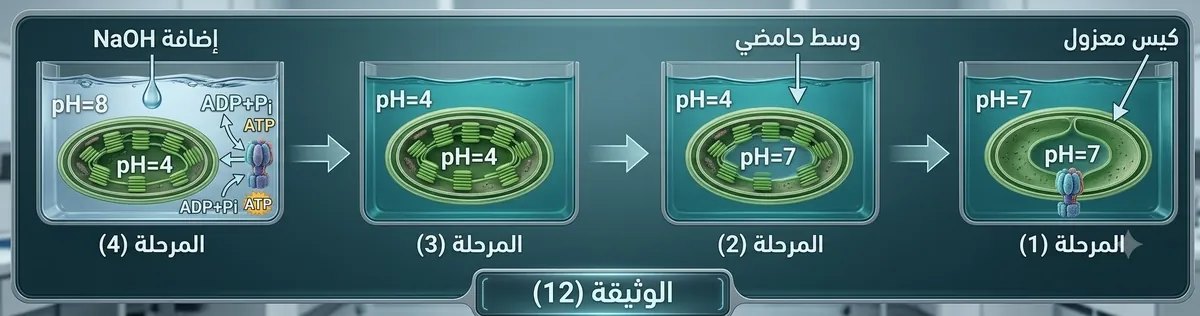 كيس معزول
pH=7
pH=7
المرحلة (1)
وسط حامضي
pH=4
pH=7
المرحلة (2)
pH=4
pH=4
المرحلة (3)
إضافة NaOH
pH=8
ADP+Pi
ATP
pH=4
ADP+Pi ATP
المرحلة (4)
الوثيقة (12)